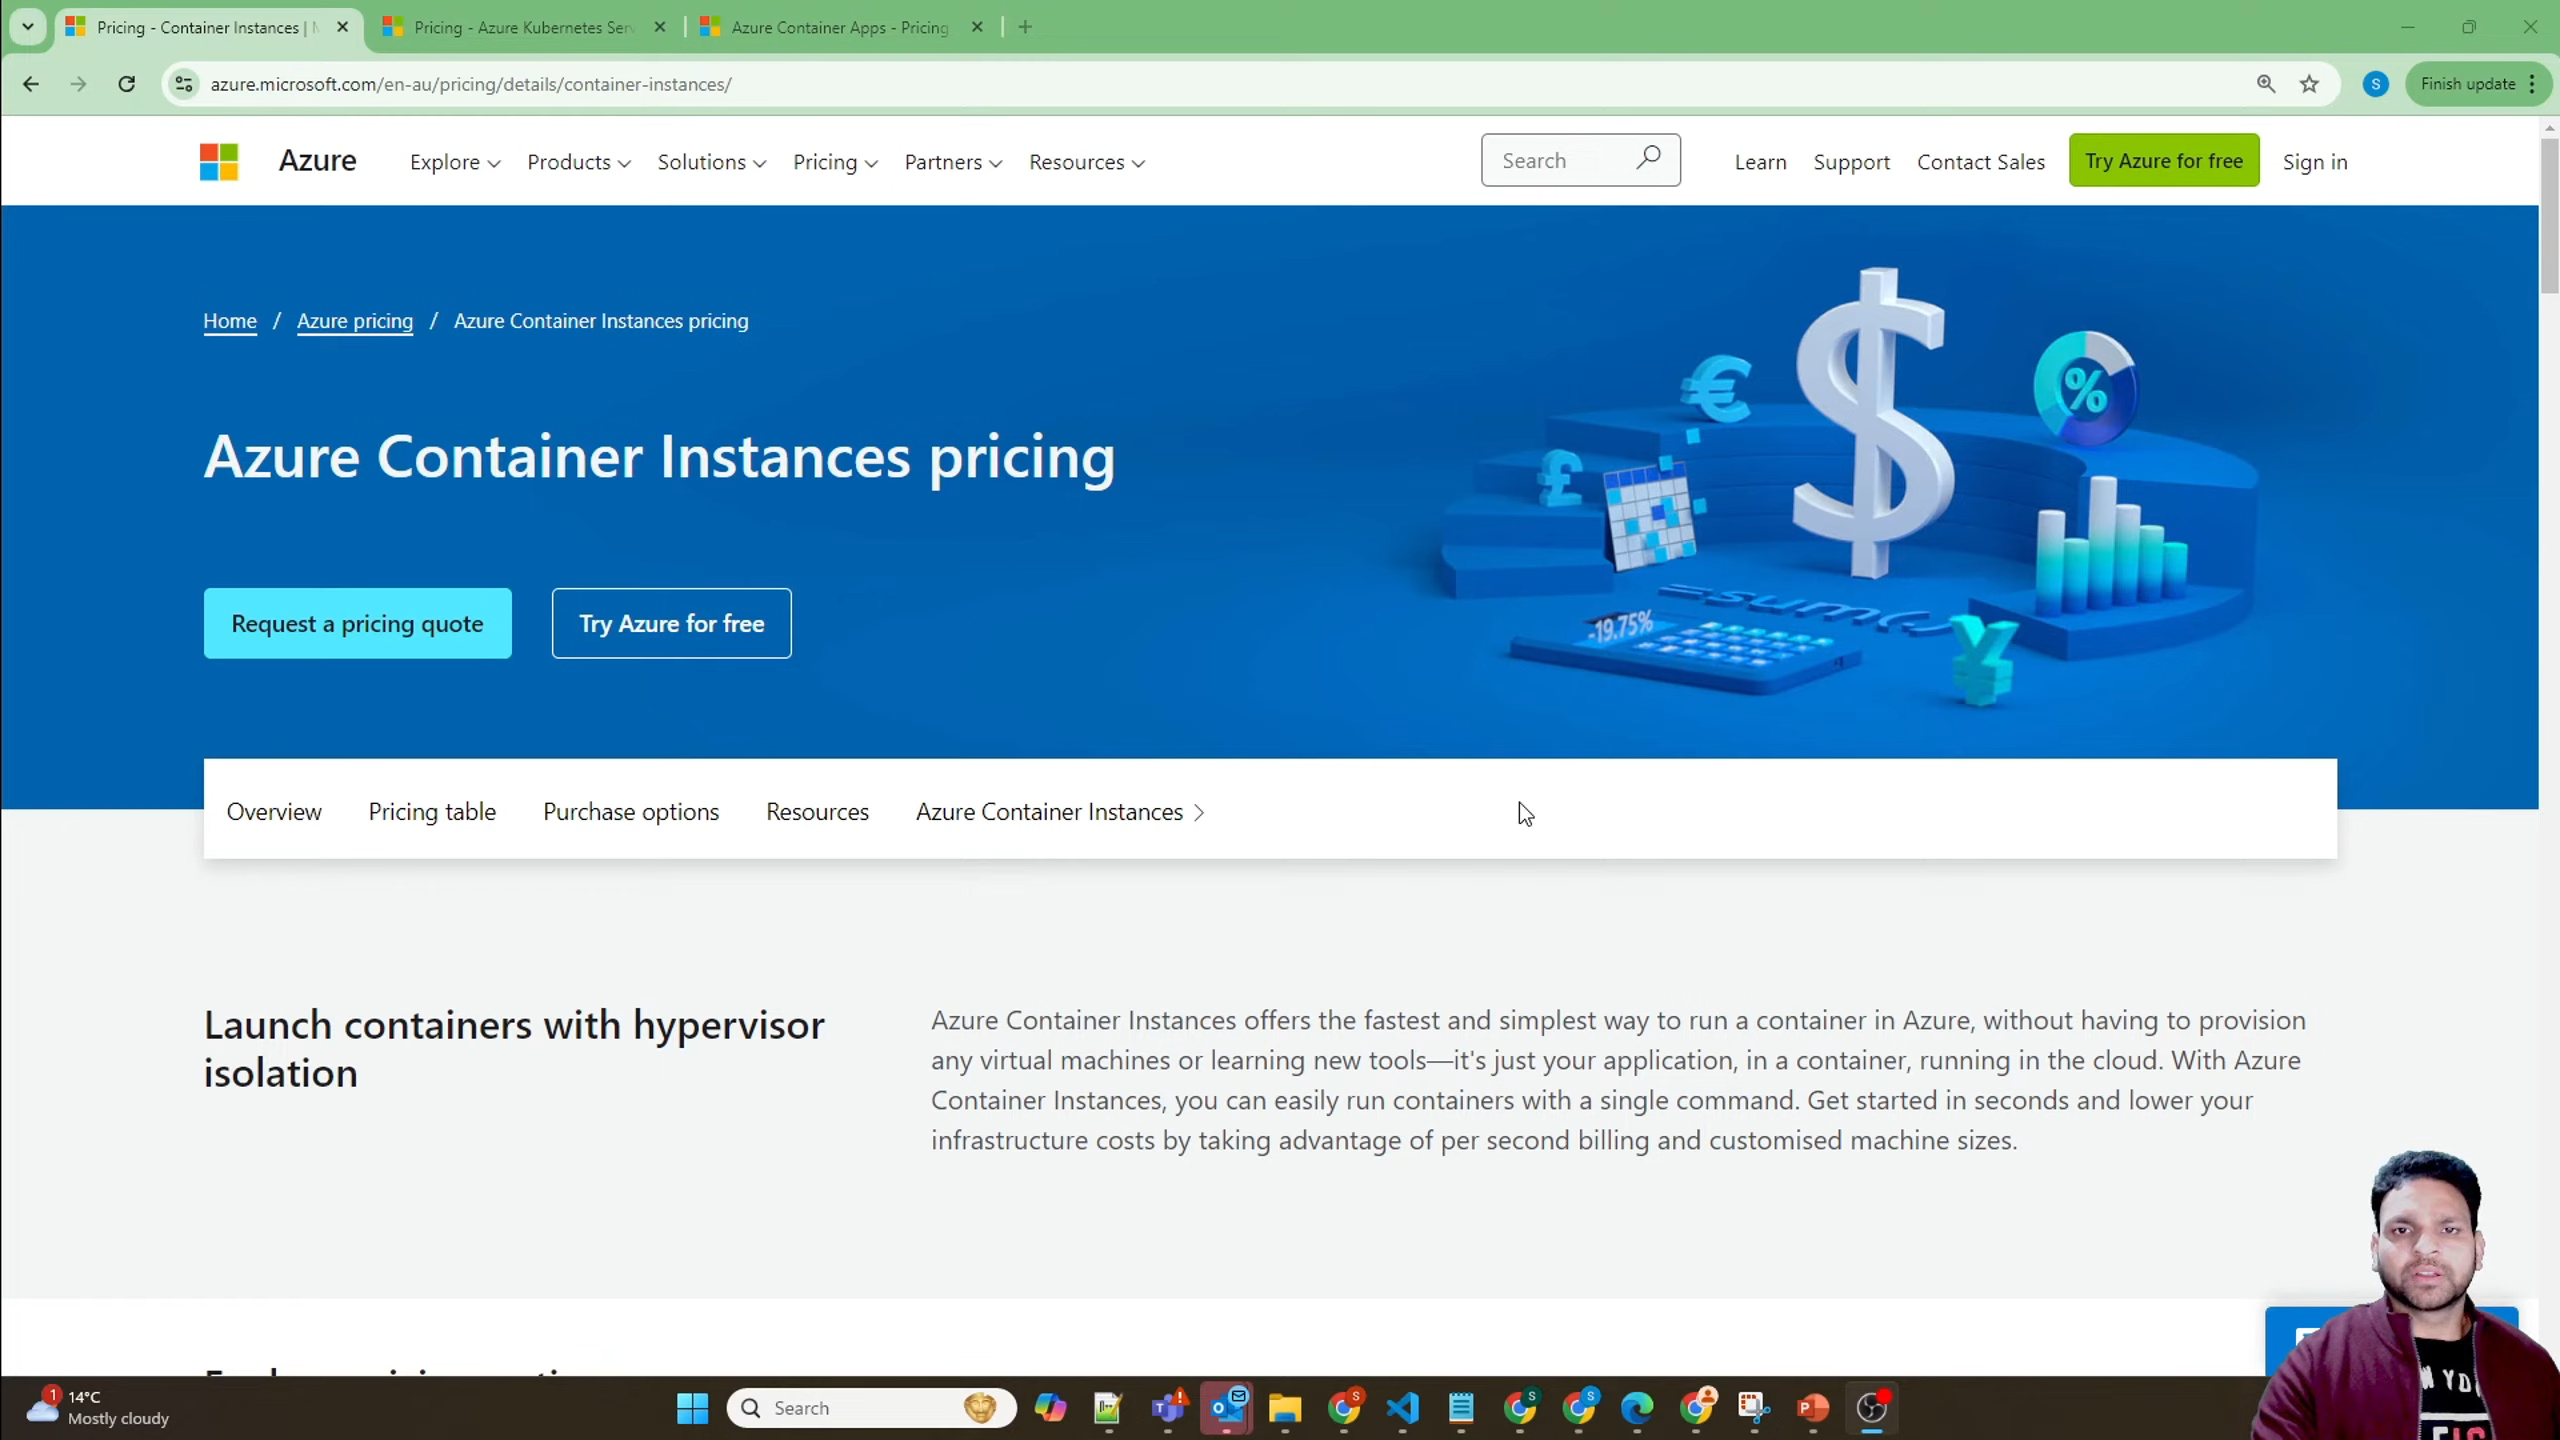 Pricing - Container Instances |
Pricing - Azure Kubernetes Ser
Azure Container Apps - Pricing
azure.microsoft.com/en-au/pricing/details/container-instances/
S
Finish update
Azure
Explore
Products
Solutions
Pricing
Partners
Resources
Search
Learn
Support
Contact Sales
Try Azure for free
Sign in
Home / Azure pricing / Azure Container Instances pricing
Azure Container Instances pricing
Request a pricing quote
Try Azure for free
€
$
%
£
=sum(
-19.75%
¥
Overview
Pricing table
Purchase options
Resources
Azure Container Instances
Launch containers with hypervisor
isolation
Azure Container Instances offers the fastest and simplest way to run a container in Azure, without having to provision
any virtual machines or learning new tools—it's just your application, in a container, running in the cloud. With Azure
Container Instances, you can easily run containers with a single command. Get started in seconds and lower your
infrastructure costs by taking advantage of per second billing and customised machine sizes.
1
14°C
Mostly cloudy
Search